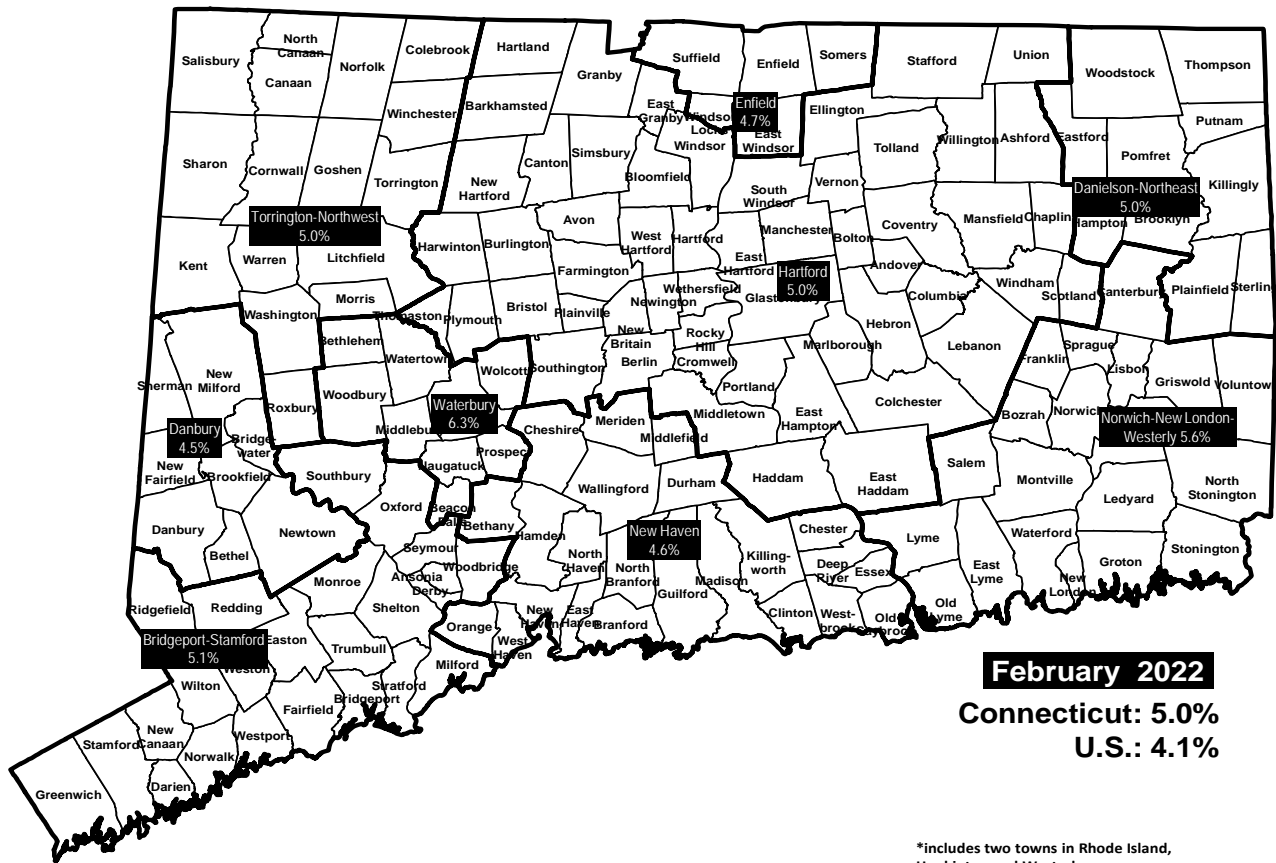 North
Canaan
Colebrook
Hartland
Salisbury
Norfolk
Canaan
Granby
Suffield
Enfield
Somers
Stafford
Union
Woodstock
Thompson
Winchester
Barkhamsted
East
Granby
Windsor
Locks
Enfield
4.7%
East
Windsor
Ellington
Putnam
Windsor
Willington
Ashford
Eastford
Pomfret
Tolland
Sharon
Cornwall
Goshen
Torrington
New
Hartford
Canton
Simsbury
Bloomfield
South
Windsor
Vernon
Killingly
Torrington-Northwest
5.0%
Danielson-Northeast
5.0%
Hampton
Brooklyn
Avon
Mansfield
Chaplin
Coventry
Manchester
Bolton
Harwinton
Burlington
West
Hartford
Hartford
East
Hartford
Kent
Warren
Litchfield
Farmington
Andover
Hartford
5.0%
Windham
Scotland
Canterbury
Plainfield
Sterling
Wethersfield
Newington
Glastonbury
Columbia
Morris
Washington
Thomaston
Plymouth
Bristol
Plainville
Hebron
New
Britain
Rocky
Hill
Marlborough
Lebanon
Bethlehem
Watertown
Berlin
Cromwell
Franklin
Sprague
Lisbon
Griswold
Voluntown
Wolcott
Southington
Sherman
New
Milford
Woodbury
Roxbury
Portland
Colchester
Bozrah
Norwich
Waterbury
6.3%
Middletown
East
Hampton
Norwich-New London-
Westerly 5.6%
Danbury
4.5%
Bridge-
water
Middlebury
Cheshire
Meriden
Middlefield
Prospect
Naugatuck
New
Fairfield
Brookfield
Southbury
Wallingford
Durham
Haddam
East
Haddam
Salem
Montville
North
Stonington
Ledyard
Oxford
Beacon
Falls
Bethany
Danbury
Newtown
Hamden
New Haven
4.6%
Chester
Lyme
Waterford
Bethel
Seymour
Woodbridge
North
Haven
North
Branford
Killing-
worth
Deep
River
Essex
East
Lyme
Groton
Stonington
Monroe
Ansonia
Derby
Madison
Guilford
New
London
Ridgefield
Redding
Shelton
Clinton
West-
brook
Old
Saybrook
Old
Lyme
Orange
New
Haven
East
Haven
Branford
West
Haven
Bridgeport-Stamford
5.1%
Easton
Trumbull
Milford
Weston
Wilton
Stratford
Bridgeport
Fairfield
February 2022
Connecticut: 5.0%
U.S.: 4.1%
New
Canaan
Stamford
Westport
Norwalk
Darien
Greenwich
*includes two towns in Rhode Island,